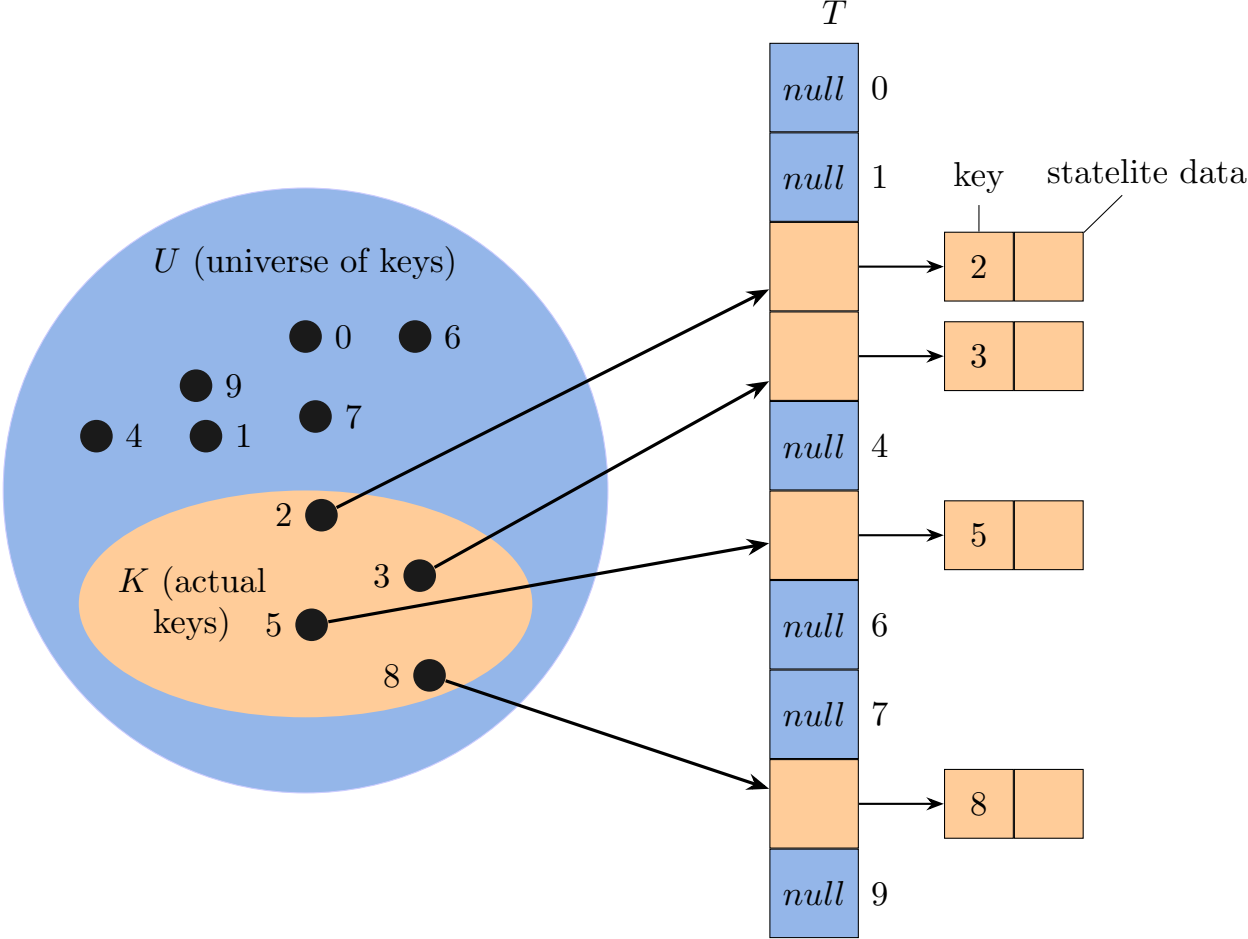 T
null 0
null 1
key
statelite data
U (universe of keys)
2
0
6
3
9
7
4
1
null 4
2
5
3
K (actual
keys)
5
null 6
8
null 7
8
null 9